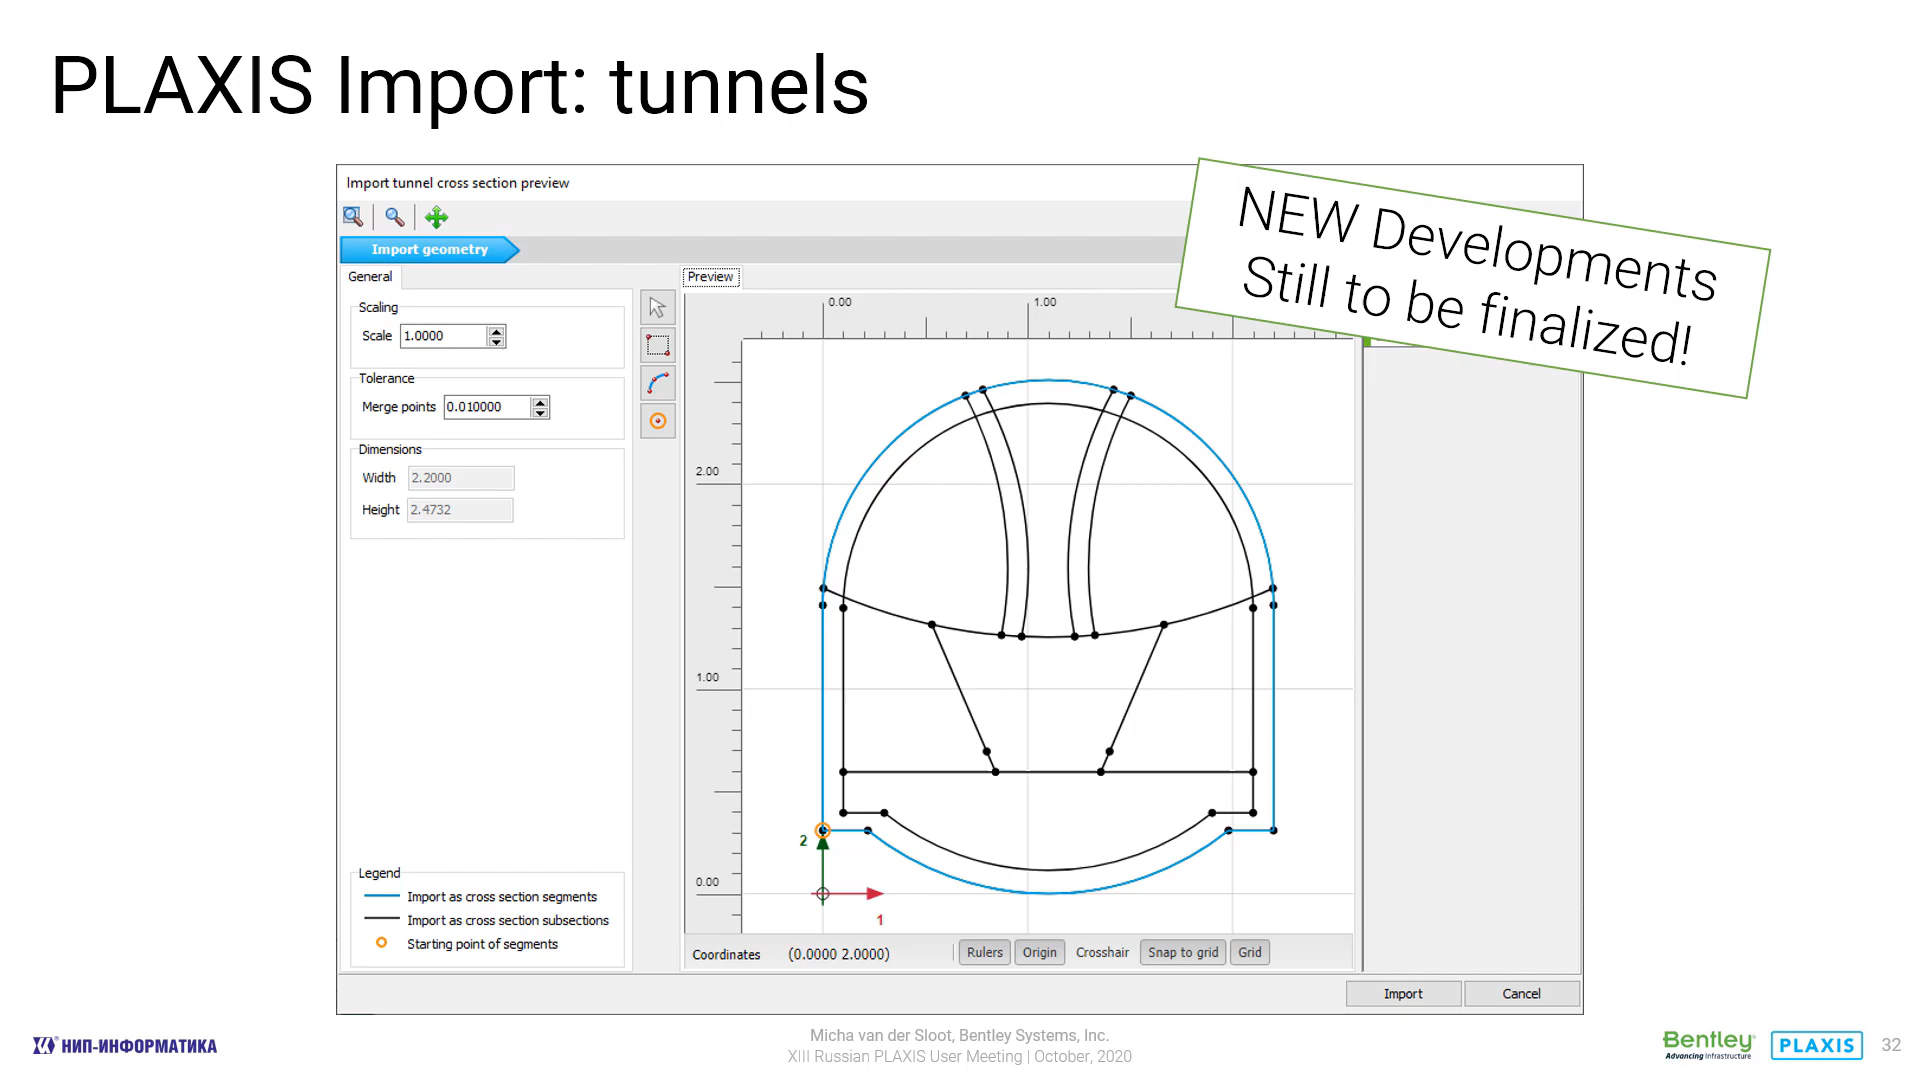 PLAXIS Import: tunnels
NEW Developments
Still to be finalized!
Import tunnel cross section preview
Import geometry
General
Scaling
Scale 1.0000
Tolerance
Merge points 0.010000
Dimensions
Width 2.2000
Height 2.4732
Legend
Import as cross section segments
Import as cross section subsections
Starting point of segments
Preview
0.00 1.00
2.00
1.00
0.00
2
1
Coordinates (0.0000 2.0000)
Rulers Origin Crosshair Snap to grid Grid
Import Cancel
НИП-ИНФОРМАТИКА
Micha van der Sloot, Bentley Systems, Inc.
XIII Russian PLAXIS User Meeting | October, 2020
Bentley
Advancing Infrastructure
PLAXIS
32